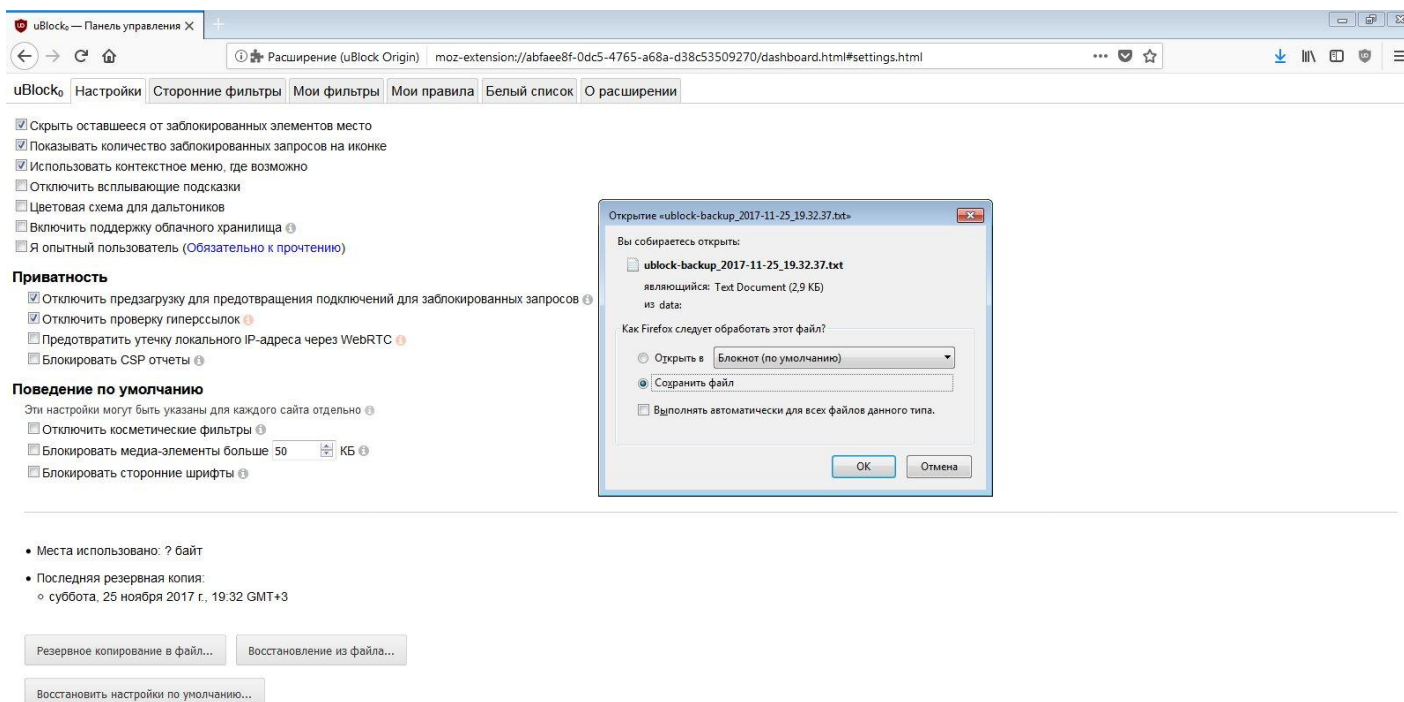 uBlock₀ — Панель управления
Расширение (uBlock Origin) moz-extension://abfaee8f-0dc5-4765-a68a-d38c53509270/dashboard.html#settings.html
uBlock₀ Настройки Сторонние фильтры Мои фильтры Мои правила Белый список О расширении
Скрыть оставшееся от заблокированных элементов место
Показывать количество заблокированных запросов на иконке
Использовать контекстное меню, где возможно
Отключить всплывающие подсказки
Цветовая схема для дальтоников
Включить поддержку облачного хранилища
Я опытный пользователь (Обязательно к прочтению)
Приватность
Отключить предзагрузку для предотвращения подключений для заблокированных запросов
Отключить проверку гиперссылок
Предотвратить утечку локального IP-адреса через WebRTC
Блокировать CSP отчеты
Поведение по умолчанию
Эти настройки могут быть указаны для каждого сайта отдельно
Отключить косметические фильтры
Блокировать медиа-элементы больше 50 КБ
Блокировать сторонние шрифты
Открытие «ublock-backup_2017-11-25_19.32.37.txt»
Вы собираетесь открыть:
ublock-backup_2017-11-25_19.32.37.txt
являющийся: Text Document (2,9 КБ)
из data:
Как Firefox следует обработать этот файл?
Открыть в Блокнот (по умолчанию)
Сохранить файл
Выполнять автоматически для всех файлов данного типа.
ОК Отмена
Места использовано: ? байт
Последняя резервная копия:
суббота, 25 ноября 2017 г., 19:32 GMT+3
Резервное копирование в файл... Восстановление из файла...
Восстановить настройки по умолчанию...